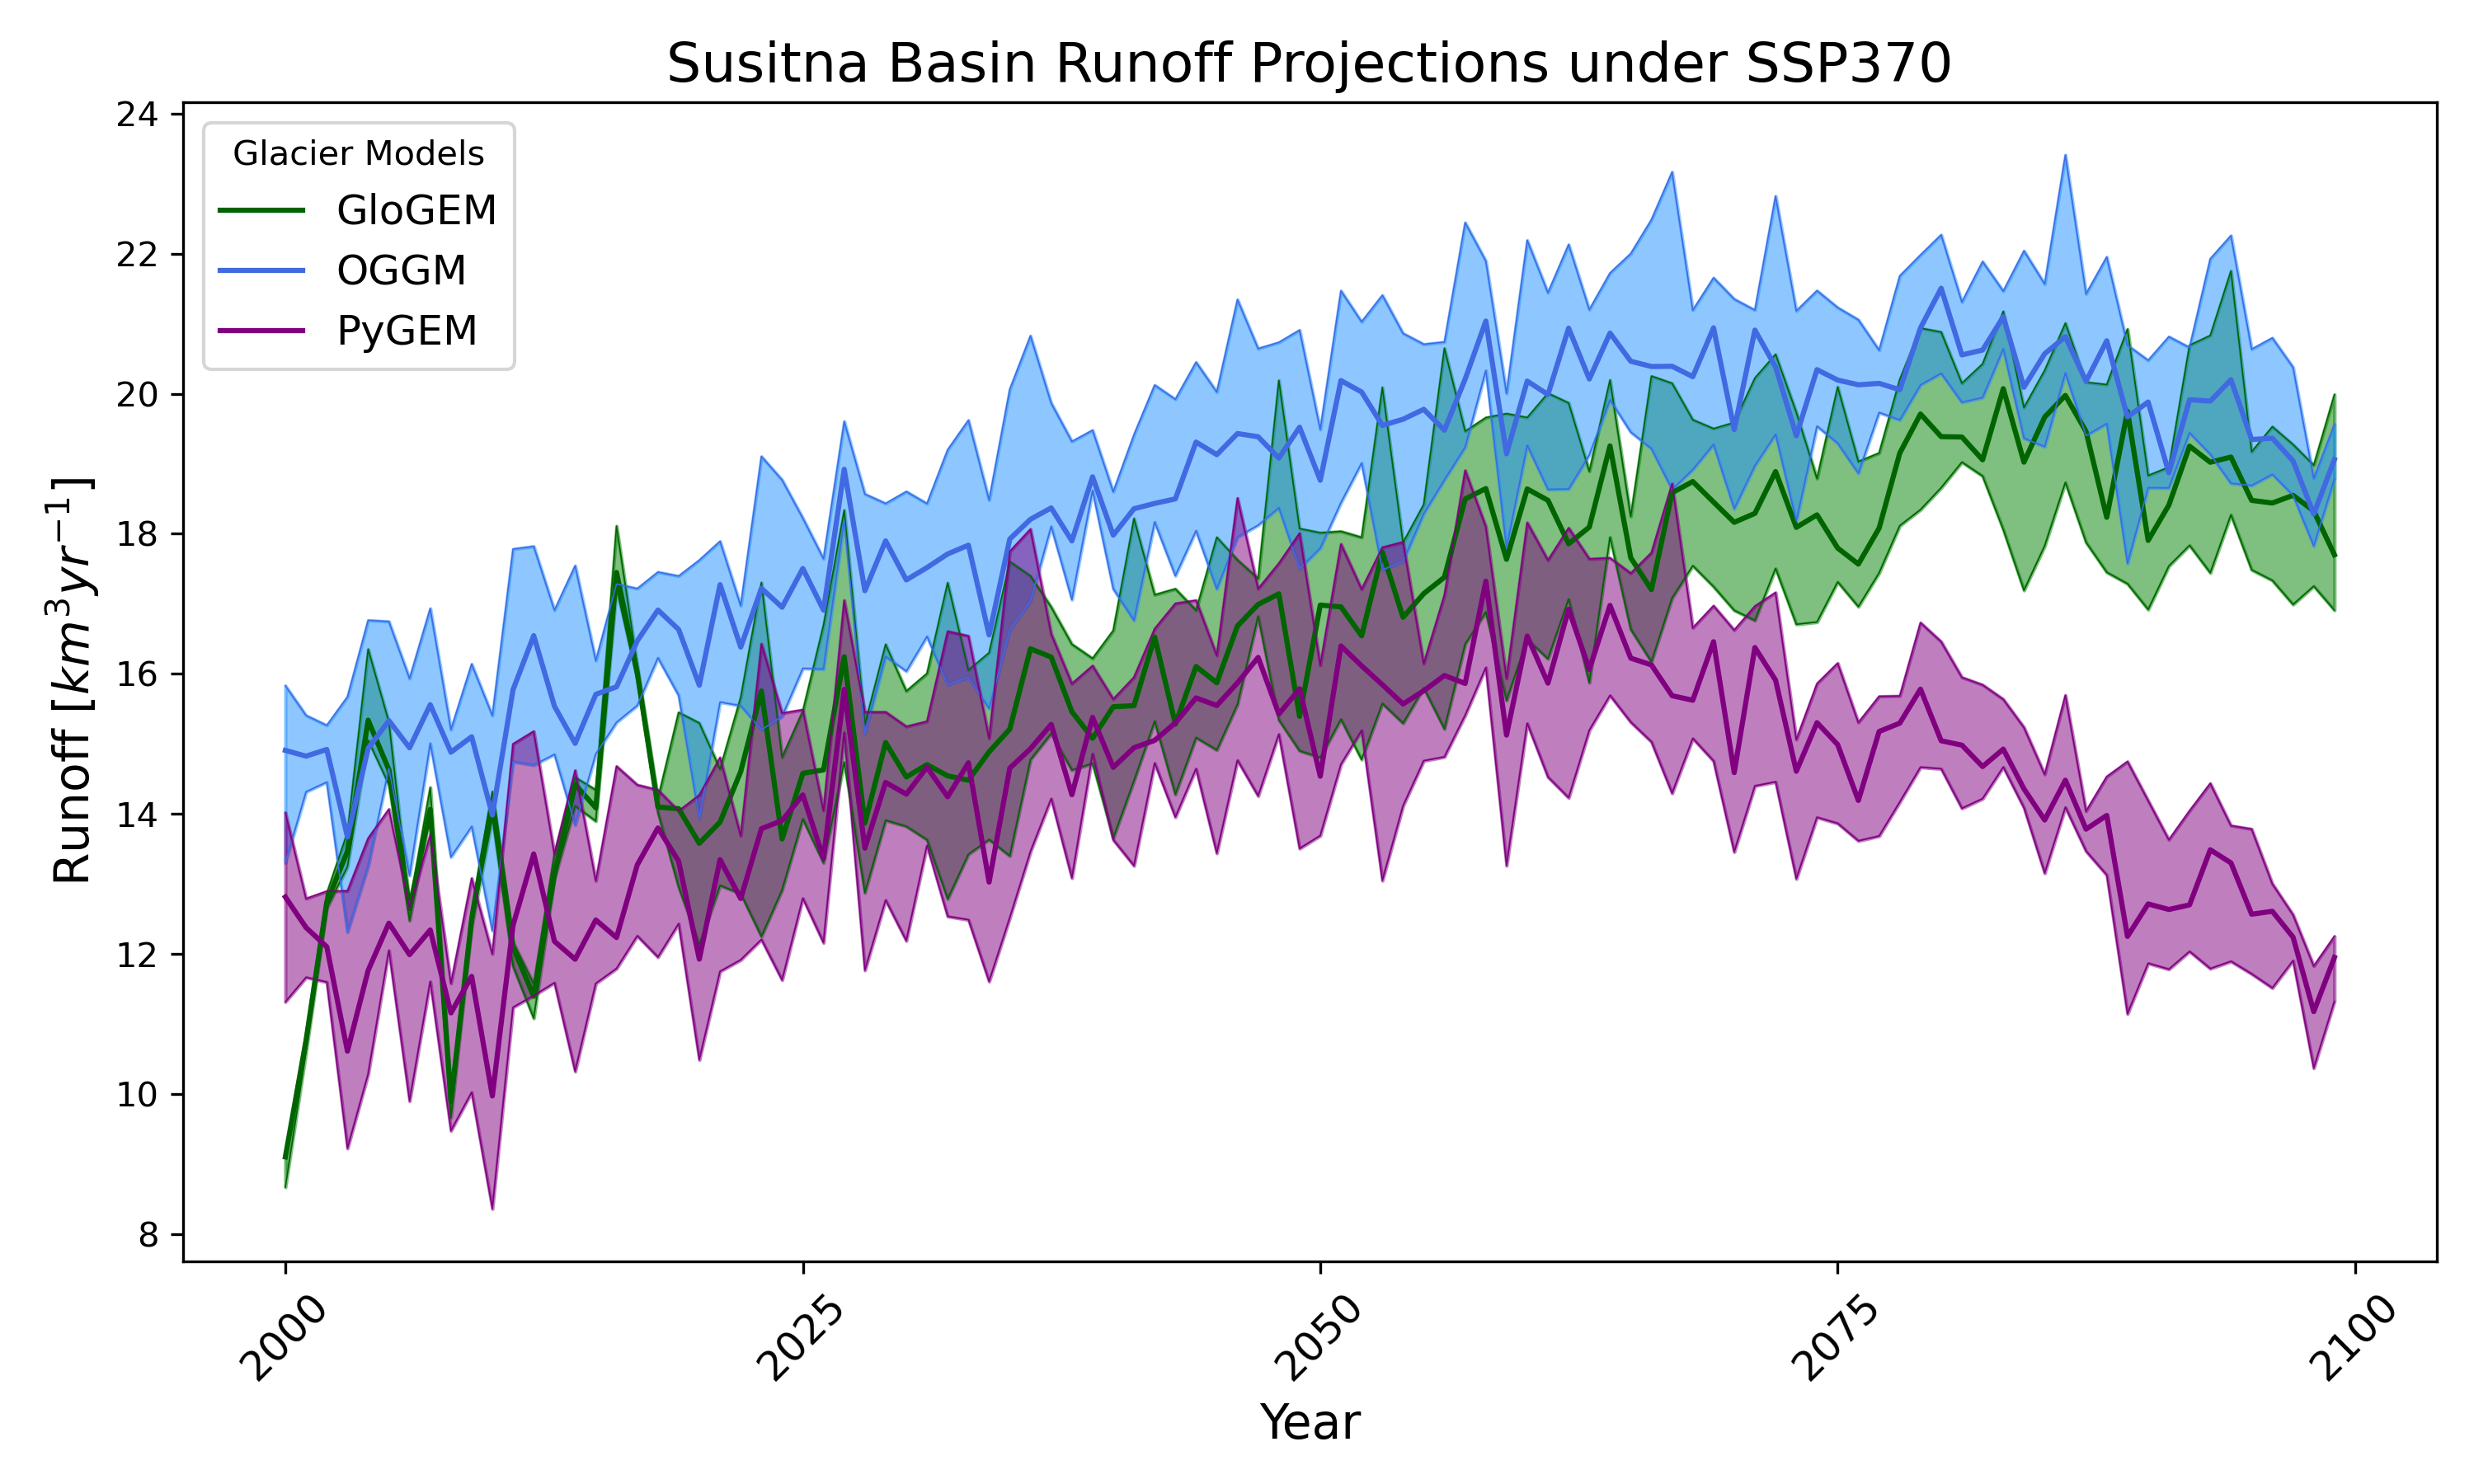 Susitna Basin Runoff Projections under SSP370
24
22
20
18
16
14
12
10
8
Runoff [km³yr⁻¹]
Glacier Models
GloGEM
OGGM
PyGEM
2000
2025
2050
2075
2100
Year